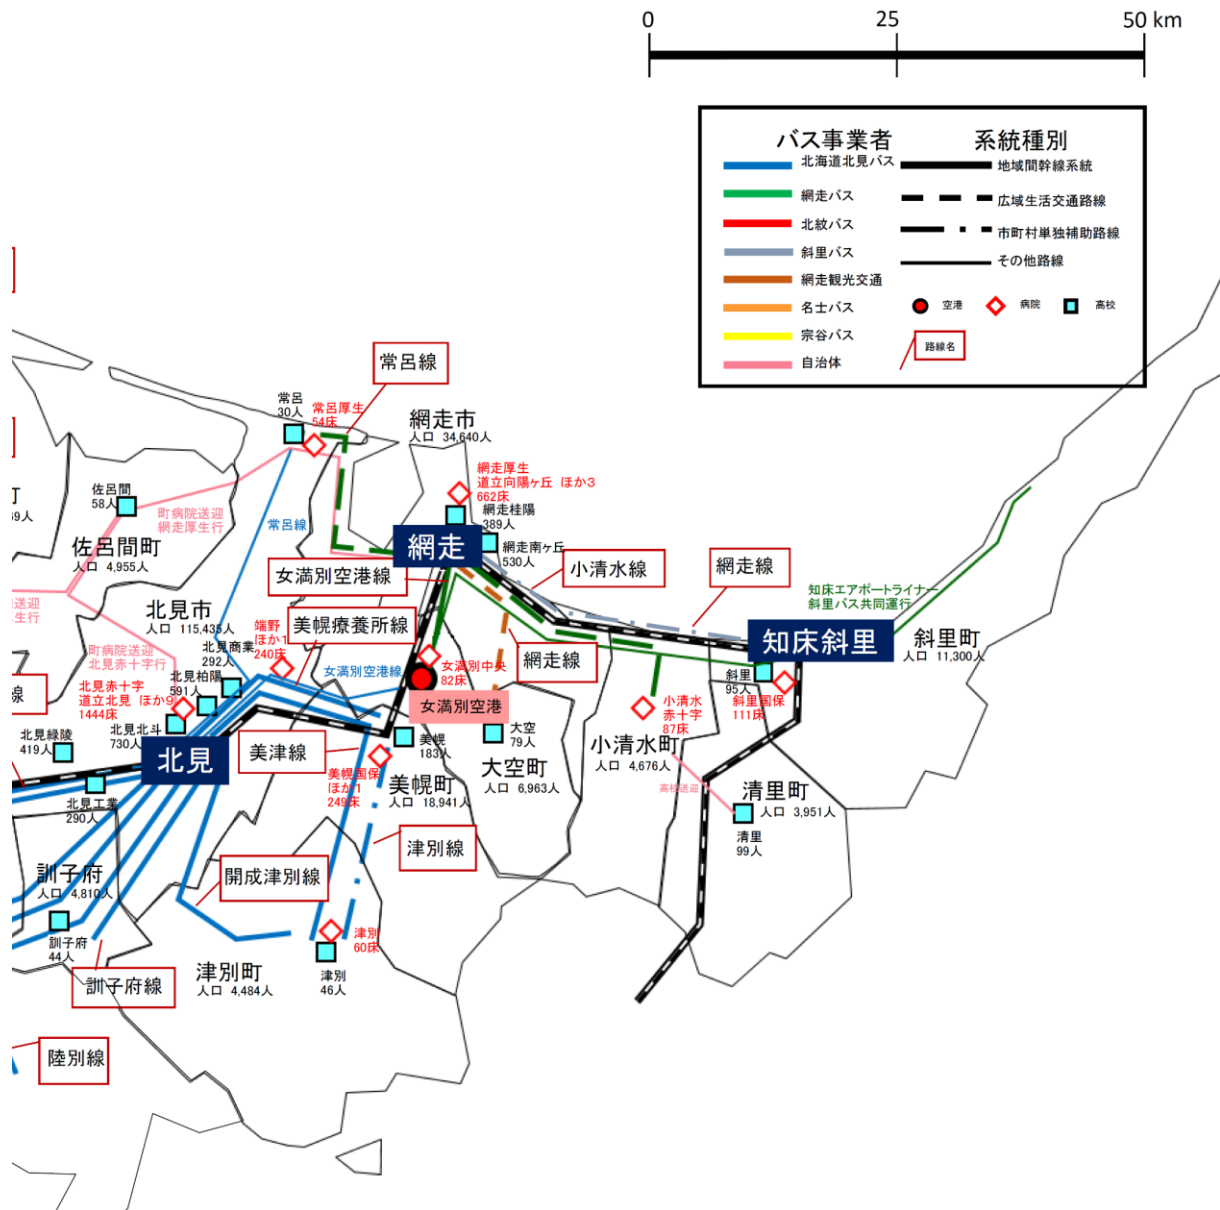 0
25
50 km
バス事業者
系統種別
北海道北見バス
網走バス
北紋バス
斜里バス
網走観光交通
名士バス
宗谷バス
自治体
地域間幹線系統
広域生活交通路線
市町村単独補助路線
その他路線
空港
病院
高校
路線名
常呂線
常呂
30人
常呂厚生
54床
網走市
人口 34,640人
網走厚生
道立向陽ヶ丘 ほか3
662床
網走桂陽
389人
網走南ヶ丘
530人
網走
佐呂間
58人
町病院送迎
網走厚生行
佐呂間町
人口 4,955人
常呂線
女満別空港線
小清水線
網走線
知床エアポートライナー
斜里バス共同運行
知床斜里
斜里町
人口 11,300人
送迎
生行
北見市
人口 115,435人
北見商業
292人
端野
ほか1
240床
美幌療養所線
町病院送迎
北見赤十字行
北見柏陽
591人
女満別空港線
女満別中央
82床
網走線
斜里
95人
斜里国保
111床
線
北見赤十字
道立北見 ほか9
1444床
北見北斗
730人
女満別空港
小清水
赤十字
87床
北見緑陵
419人
北見
美津線
美幌
183人
大空
79人
小清水町
人口 4,676人
美幌国保
ほか1
249床
美幌町
人口 18,941人
大空町
人口 6,963人
高校送迎
清里町
人口 3,951人
清里
99人
北見工業
290人
津別線
訓子府
人口 4,810人
開成津別線
訓子府
44人
津別
60床
津別
46人
津別町
人口 4,484人
訓子府線
陸別線